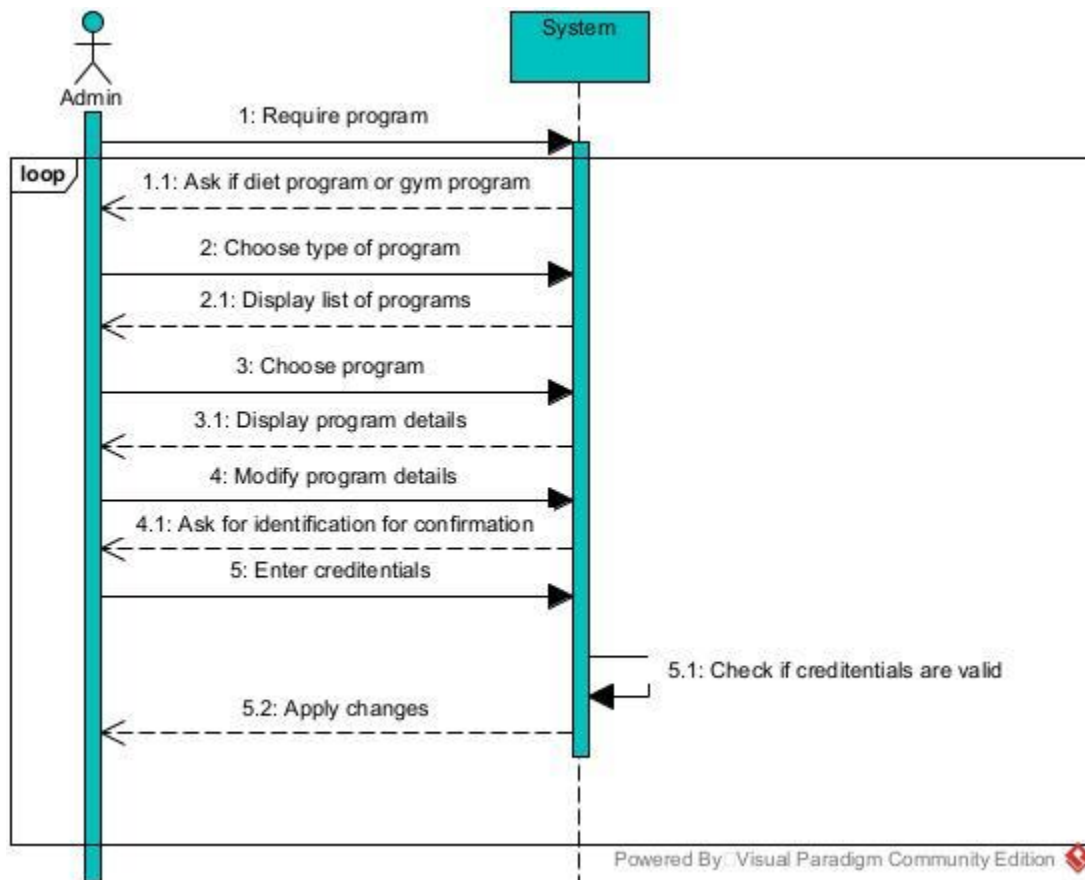 System
Admin
1: Require program
loop
1.1: Ask if diet program or gym program
2: Choose type of program
2.1: Display list of programs
3: Choose program
3.1: Display program details
4: Modify program details
4.1: Ask for identification for confirmation
5: Enter creditentials
5.1: Check if creditentials are valid
5.2: Apply changes
Powered By Visual Paradigm Community Edition